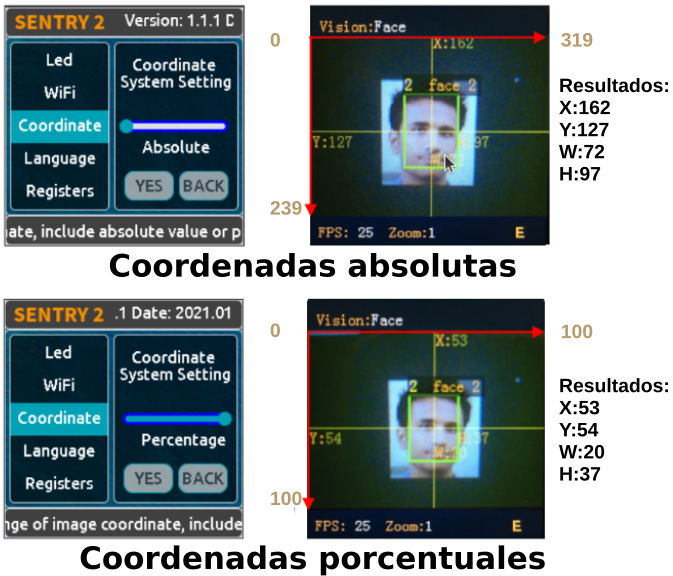 SENTRY 2 Version: 1.1.1 D
Led
WiFi
Coordinate
Language
Registers
Coordinate
System Setting
Absolute
YES BACK
ate, include absolute value or p
0
319
239
Vision:Face
X:162
2 face 2
Y:127
97
W:
FPS: 25 Zoom:1 E
Resultados:
X:162
Y:127
W:72
H:97
Coordenadas absolutas
SENTRY 2 .1 Date: 2021.01
Led
WiFi
Coordinate
Language
Registers
Coordinate
System Setting
Percentage
YES BACK
nge of image coordinate, include
0
100
100
Vision:Face
X:53
2 face 2
Y:54
H:37
W:20
FPS: 25 Zoom:1 E
Resultados:
X:53
Y:54
W:20
H:37
Coordenadas porcentuales